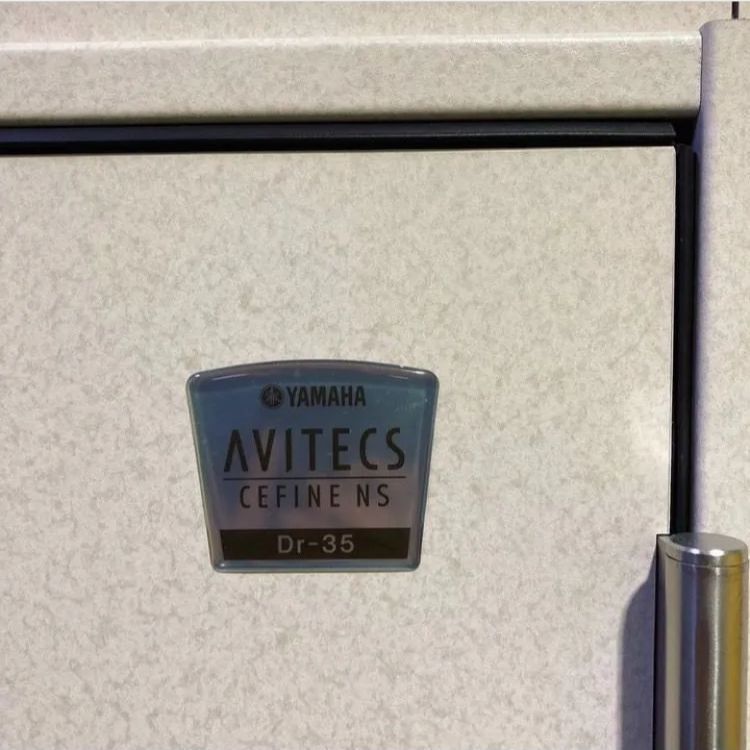 YAMAHA
AVITECS
CEFINE NS
Dr-35